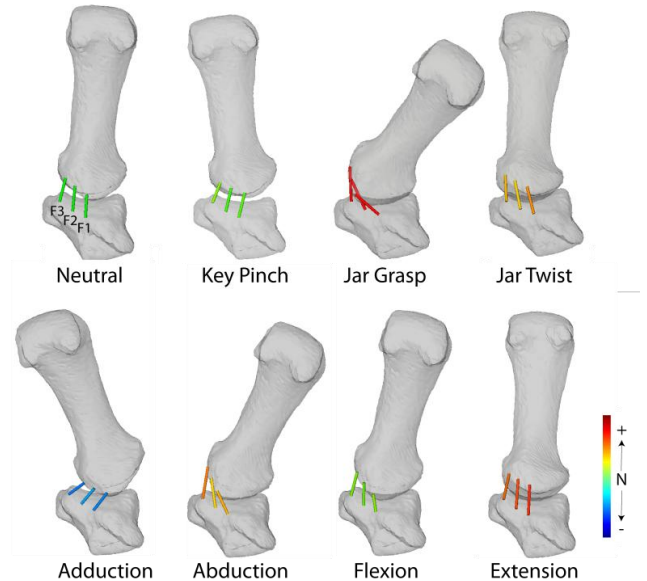 F3
F2
F1
Neutral
Key Pinch
Jar Grasp
Jar Twist
+
N
-
Adduction
Abduction
Flexion
Extension